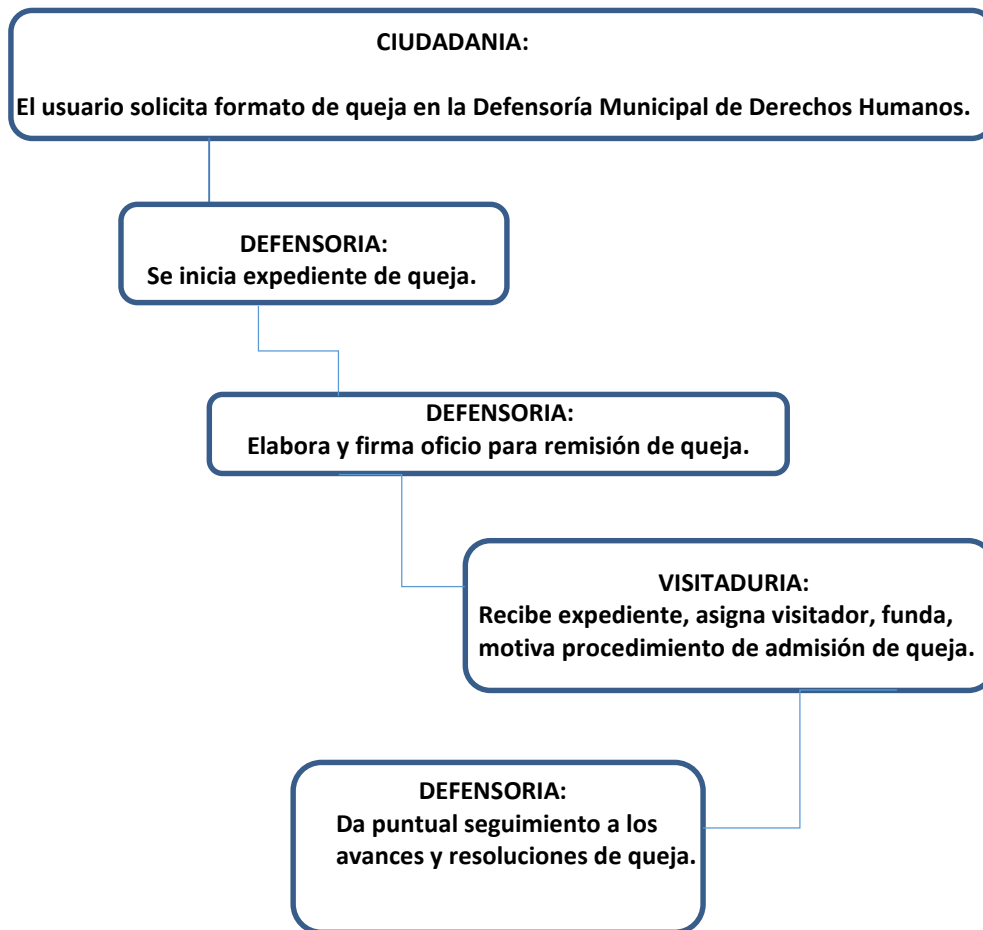 CIUDADANIA:
El usuario solicita formato de queja en la Defensoría Municipal de Derechos Humanos.
DEFENSORIA:
Se inicia expediente de queja.
DEFENSORIA:
Elabora y firma oficio para remisión de queja.
VISITADURIA:
Recibe expediente, asigna visitador, funda,
motiva procedimiento de admisión de queja.
DEFENSORIA:
Da puntual seguimiento a los
avances y resoluciones de queja.